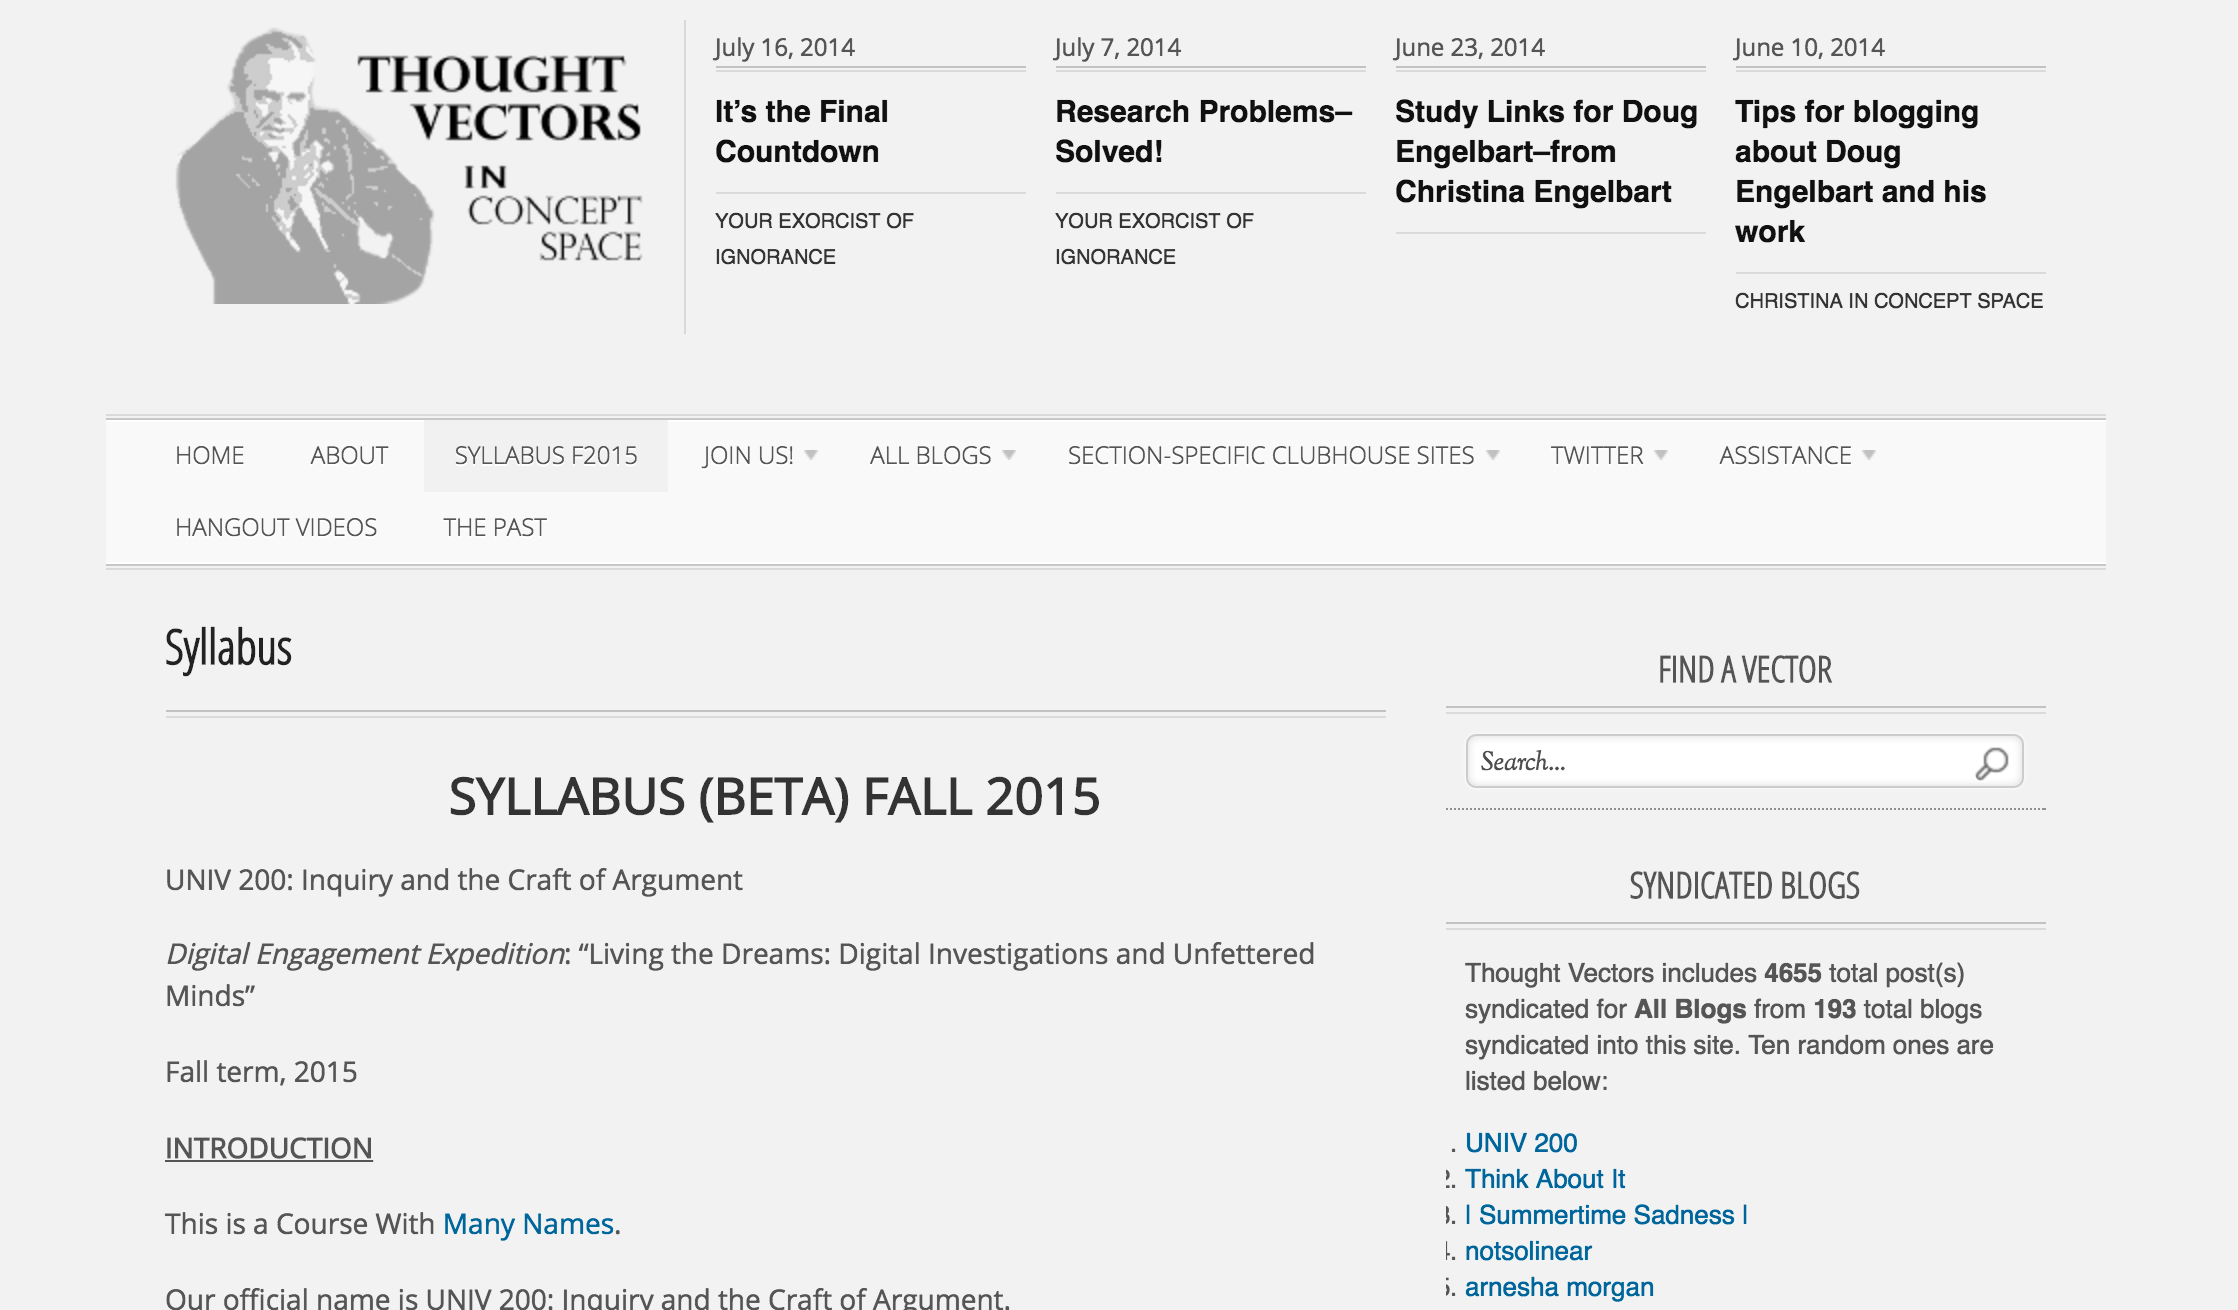 THOUGHT
VECTORS
IN
CONCEPT
SPACE
July 16, 2014
It’s the Final
Countdown
YOUR EXORCIST OF
IGNORANCE
July 7, 2014
Research Problems–
Solved!
YOUR EXORCIST OF
IGNORANCE
June 23, 2014
Study Links for Doug
Engelbart–from
Christina Engelbart
June 10, 2014
Tips for blogging
about Doug
Engelbart and his
work
CHRISTINA IN CONCEPT SPACE
HOME ABOUT SYLLABUS F2015 JOIN US! ALL BLOGS SECTION-SPECIFIC CLUBHOUSE SITES TWITTER ASSISTANCE
HANGOUT VIDEOS THE PAST
Syllabus
SYLLABUS (BETA) FALL 2015
UNIV 200: Inquiry and the Craft of Argument
Digital Engagement Expedition: “Living the Dreams: Digital Investigations and Unfettered
Minds”
Fall term, 2015
INTRODUCTION
This is a Course With Many Names.
Our official name is UNIV 200: Inquiry and the Craft of Argument.
FIND A VECTOR
Search...
SYNDICATED BLOGS
Thought Vectors includes 4655 total post(s)
syndicated for All Blogs from 193 total blogs
syndicated into this site. Ten random ones are
listed below:
. UNIV 200
2. Think About It
3. | Summertime Sadness |
4. notsolinear
5. arnesha morgan